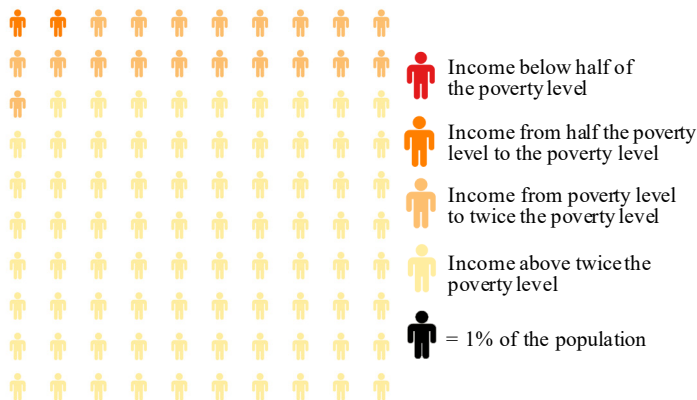 Income below half of
the poverty level
Income from half the poverty
level to the poverty level
Income from poverty level
to twice the poverty level
Income above twice the
poverty level
= 1% of the population